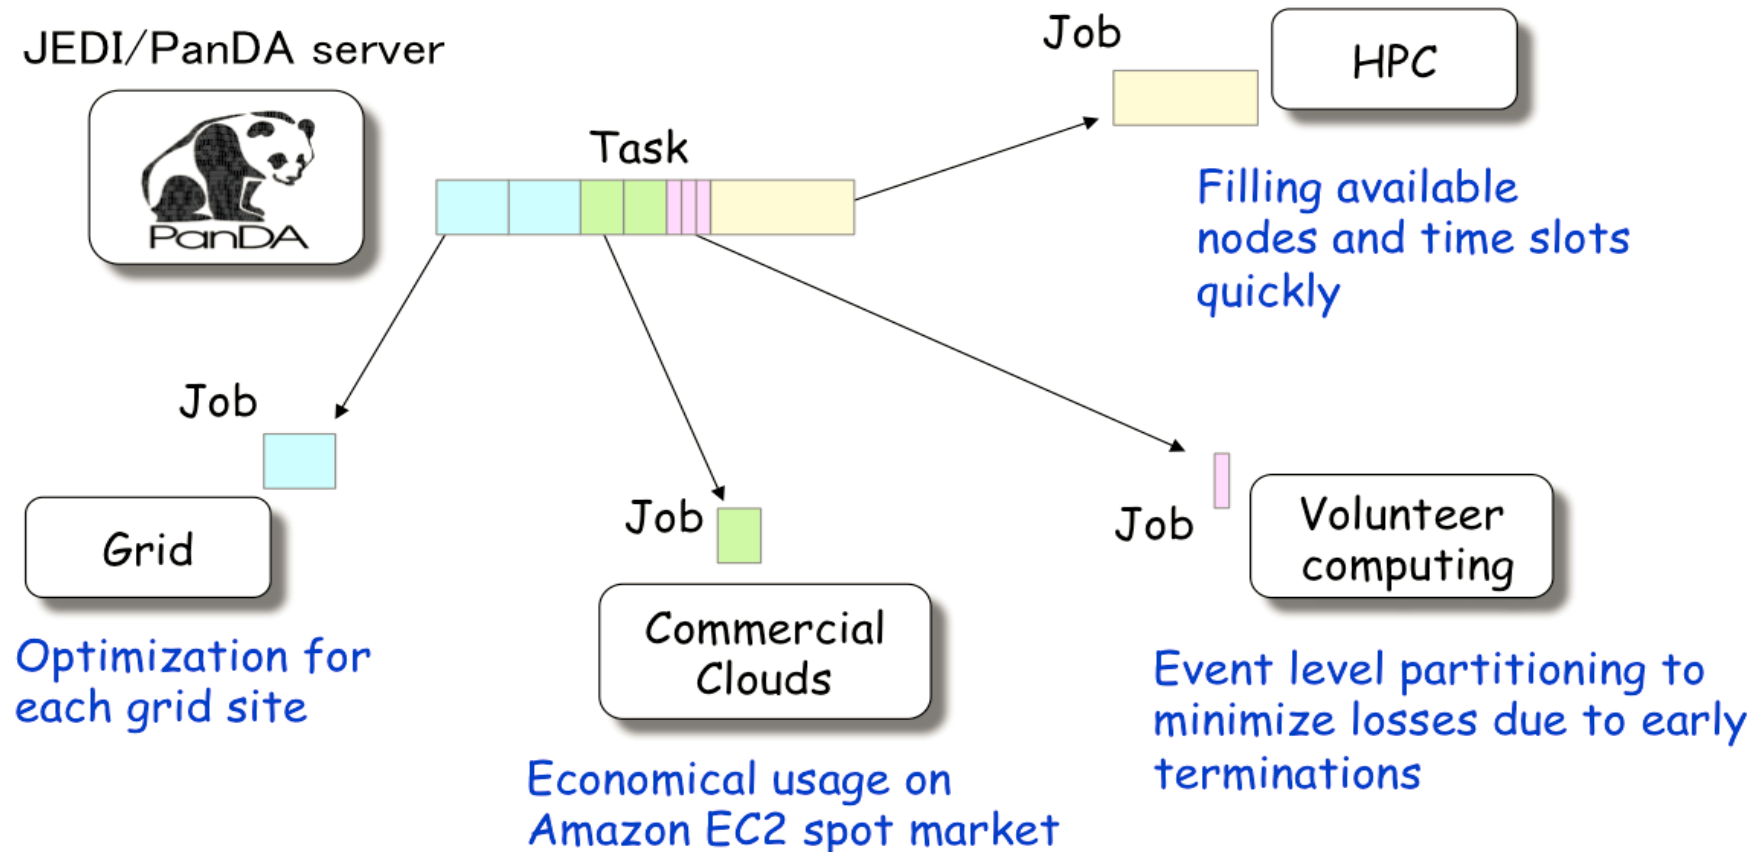 JEDI/PanDA server
PanDA
Task
Job
HPC
Filling available
nodes and time slots
quickly
Job
Grid
Optimization for
each grid site
Job
Commercial
Clouds
Economical usage on
Amazon EC2 spot market
Job
Volunteer
computing
Event level partitioning to
minimize losses due to early
terminations